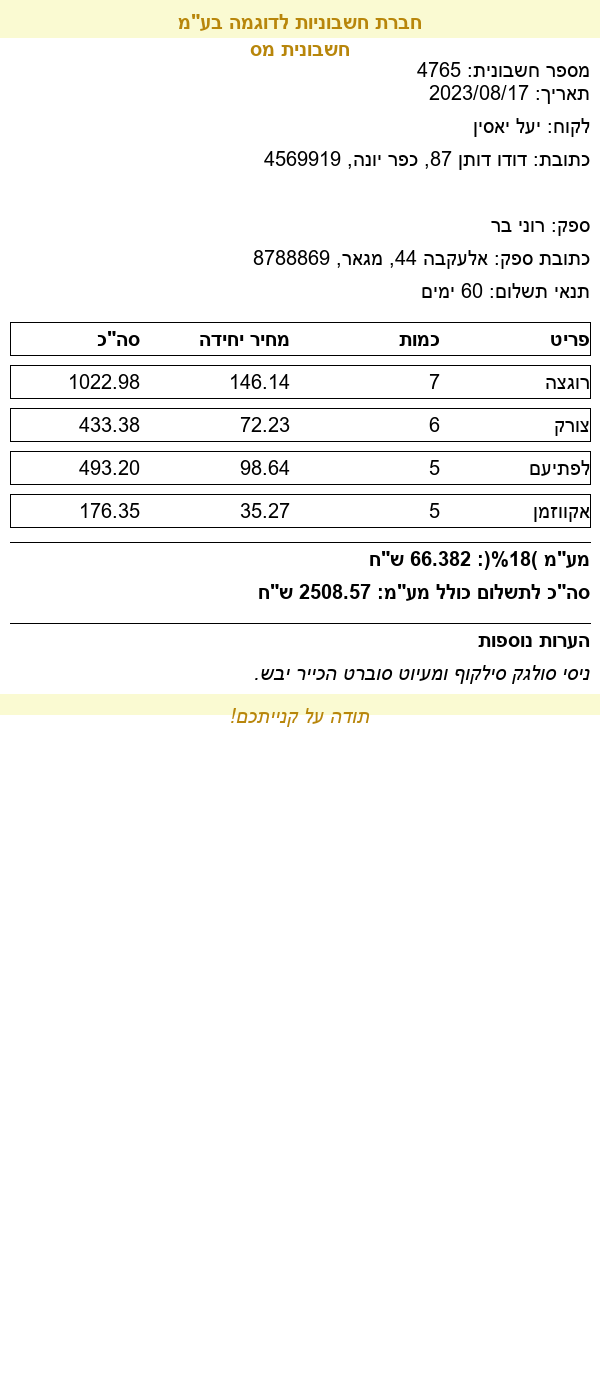 חברת חשבוניות לדוגמה בע"מ
חשבונית מס
מספר חשבונית: 4765
תאריך: 2023/08/17
לקוח: יעל יאסין
כתובת: דודו דותן 87, כפר יונה, 4569919
ספק: רוני בר
כתובת ספק: אלעקבה 44, מגאר, 8788869
תנאי תשלום: 60 ימים
פריט כמות מחיר יחידה סה"כ
רוגצה 7 146.14 1022.98
צורק 6 72.23 433.38
לפתיעם 5 98.64 493.20
אקווזמן 5 35.27 176.35
מע"מ )18%(: 66.382 ש"ח
סה"כ לתשלום כולל מע"מ: 2508.57 ש"ח
הערות נוספות
ניסי סולגק סילקוף ומעיוט סוברט הכייר יבש.
תודה על קנייתכם!